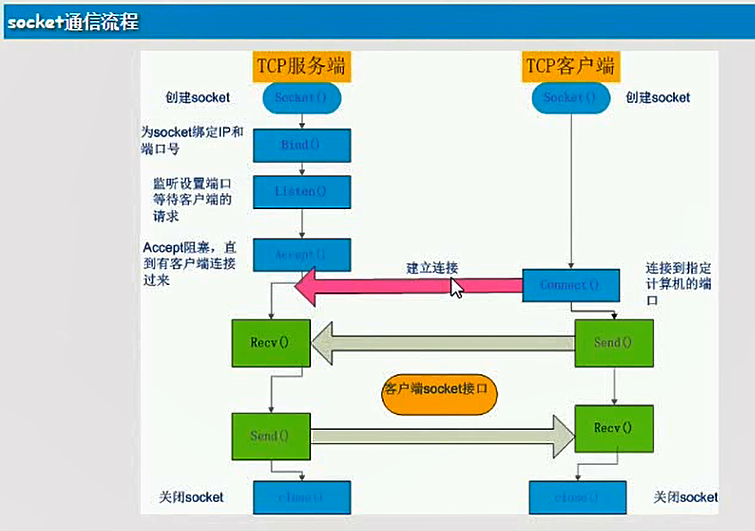 socket通信流程
TCP服务端
TCP客户端
创建socket
Socket()
Socket()
创建socket
为socket绑定IP和
端口号
Bind()
监听设置端口
等待客户端的
请求
Listen()
Accept阻塞，直
到有客户端连接
过来
Accept()
建立连接
Connect()
连接到指定
计算机的端
口
Recv()
Send()
客户端socket接口
Send()
Recv()
关闭socket
close()
close()
关闭socket